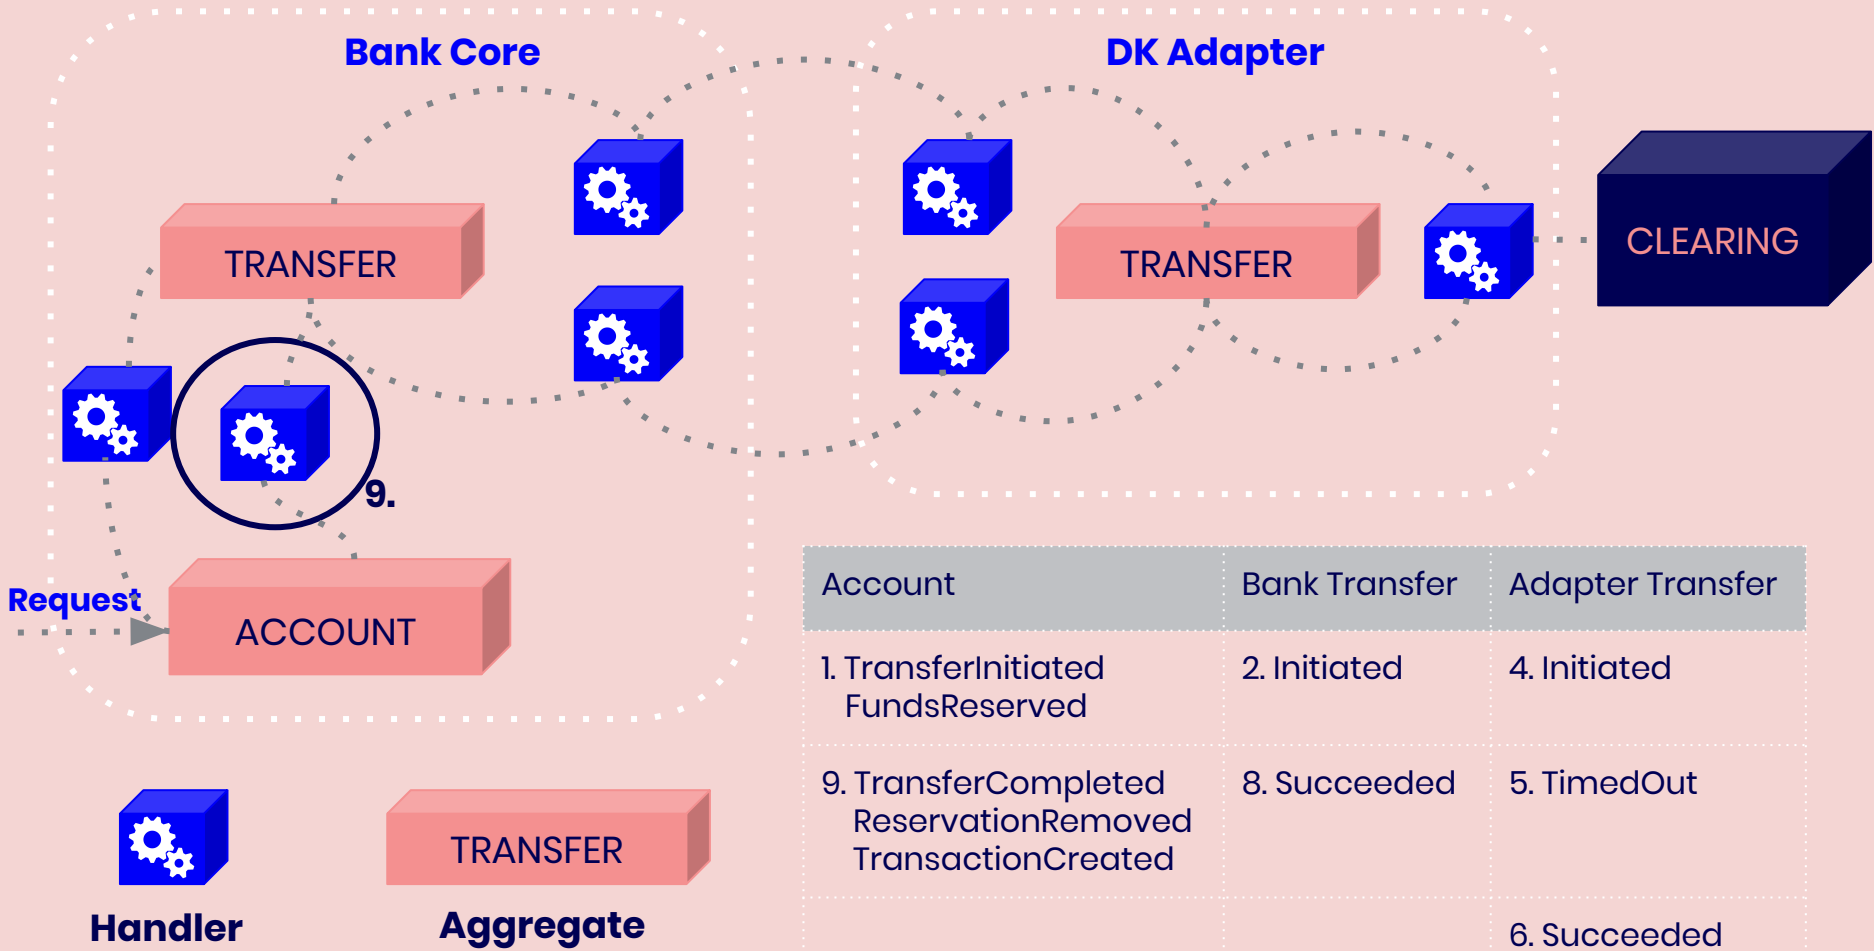 Bank Core
DK Adapter
TRANSFER
TRANSFER
CLEARING
9.
Request
ACCOUNT
Account Bank Transfer Adapter Transfer
1. TransferInitiated 2. Initiated 4. Initiated
FundsReserved
9. TransferCompleted 8. Succeeded 5. TimedOut
ReservationRemoved
TransactionCreated
6. Succeeded
TRANSFER
Handler
Aggregate